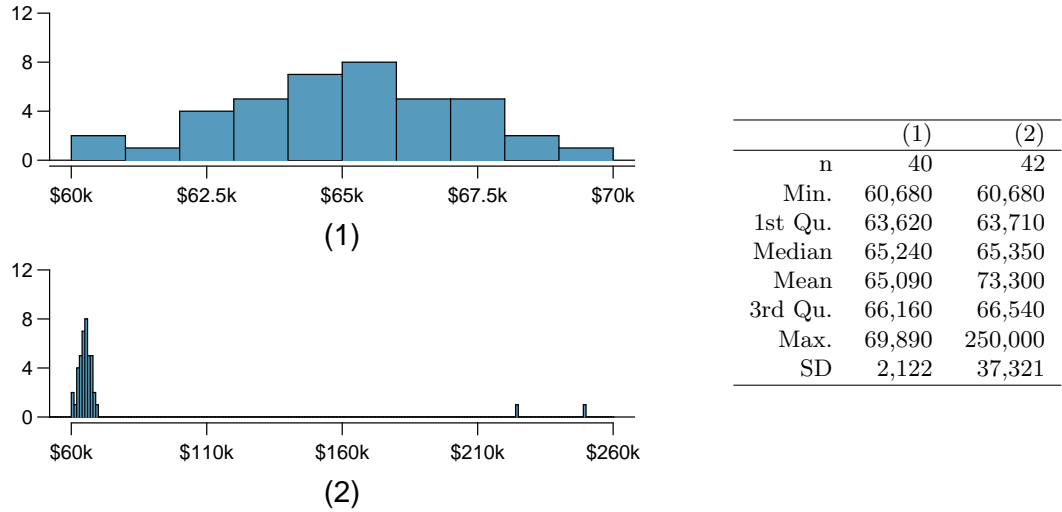 12
8
4
0
$60k $62.5k $65k $67.5k $70k
(1)
12
8
4
0
$60k $110k $160k $210k $260k
(2)
(1) (2)
n 40 42
Min. 60,680 60,680
1st Qu. 63,620 63,710
Median 65,240 65,350
Mean 65,090 73,300
3rd Qu. 66,160 66,540
Max. 69,890 250,000
SD 2,122 37,321